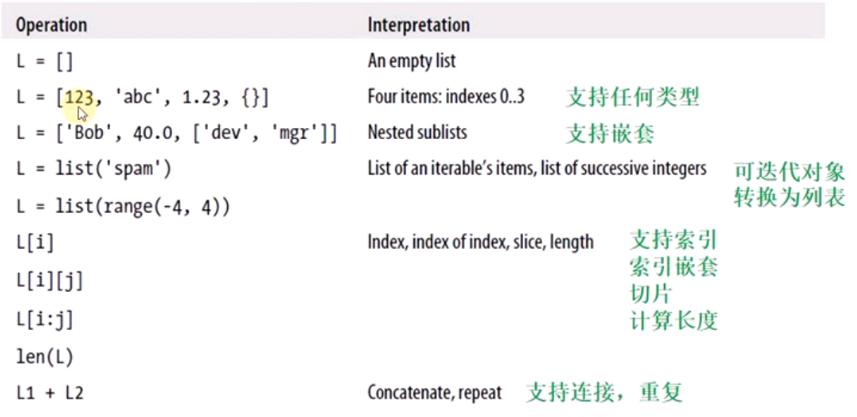 Operation Interpretation
L = [] An empty list
L = [123, 'abc', 1.23, {}] Four items: indexes 0..3 支持任何类型
L = ['Bob', 40.0, ['dev', 'mgr']] Nested sublists 支持嵌套
L = list('spam') List of an iterable's items, list of successive integers 可迭代对象
转换为列表
L = list(range(-4, 4))
L[i] Index, index of index, slice, length 支持索引
索引嵌套
L[i][j]
切片
L[i:j] 计算长度
len(L)
L1 + L2 Concatenate, repeat 支持连接，重复